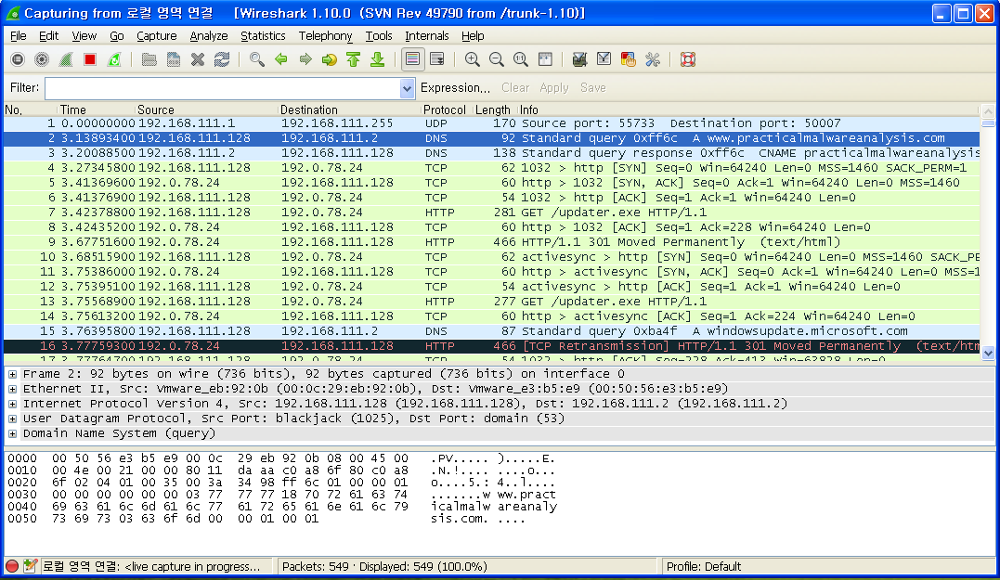 Capturing from 로컬 영역 연결 [Wireshark 1.10.0 (SVN Rev 49790 from /trunk-1.10)]
File Edit View Go Capture Analyze Statistics Telephony Tools Internals Help
Filter: Expression... Clear Apply Save
No. Time Source Destination Protocol Length Info
1 0.00000000 192.168.111.1 192.168.111.255 UDP 170 Source port: 55733 Destination port: 50007
2 3.13893400 192.168.111.128 192.168.111.2 DNS 92 Standard query 0xff6c A www.practicalmalwareanalysis.com
3 3.20088500 192.168.111.2 192.168.111.128 DNS 138 Standard query response 0xff6c CNAME practicalmalwareanalysis
4 3.27345800 192.168.111.128 192.0.78.24 TCP 62 1032 > http [SYN] Seq=0 Win=64240 Len=0 MSS=1460 SACK_PERM=1
5 3.41369600 192.0.78.24 192.168.111.128 TCP 60 http > 1032 [SYN, ACK] Seq=0 Ack=1 Win=64240 Len=0 MSS=1460
6 3.41376900 192.168.111.128 192.0.78.24 TCP 54 1032 > http [ACK] Seq=1 Ack=1 Win=64240 Len=0
7 3.42378800 192.168.111.128 192.0.78.24 HTTP 281 GET /updater.exe HTTP/1.1
8 3.42435200 192.0.78.24 192.168.111.128 TCP 60 http > 1032 [ACK] Seq=1 Ack=228 Win=64240 Len=0
9 3.67751600 192.0.78.24 192.168.111.128 HTTP 466 HTTP/1.1 301 Moved Permanently (text/html)
10 3.68515900 192.168.111.128 192.0.78.24 TCP 62 activesync > http [SYN] Seq=0 Win=64240 Len=0 MSS=1460 SACK_PE
11 3.75386000 192.0.78.24 192.168.111.128 TCP 60 http > activesync [SYN, ACK] Seq=0 Ack=1 Win=64240 Len=0 MSS=1
12 3.75395100 192.168.111.128 192.0.78.24 TCP 54 activesync > http [ACK] Seq=1 Ack=1 Win=64240 Len=0
13 3.75568900 192.168.111.128 192.0.78.24 HTTP 277 GET /updater.exe HTTP/1.1
14 3.75613200 192.0.78.24 192.168.111.128 TCP 60 http > activesync [ACK] Seq=1 Ack=224 Win=64240 Len=0
15 3.76395800 192.168.111.128 192.168.111.2 DNS 87 Standard query 0xba4f A windowsupdate.microsoft.com
16 3.77759300 192.0.78.24 192.168.111.128 HTTP 466 [TCP Retransmission] HTTP/1.1 301 Moved Permanently (text/htm
17 3.77764700 192.168.111.128 192.0.78.24 TCP 54 1032 > http [ACK] Seq=228 Ack=413 Win=63828 Len=0
Frame 2: 92 bytes on wire (736 bits), 92 bytes captured (736 bits) on interface 0
Ethernet II, Src: Vmware_eb:92:0b (00:0c:29:eb:92:0b), Dst: Vmware_e3:b5:e9 (00:50:56:e3:b5:e9)
Internet Protocol Version 4, Src: 192.168.111.128 (192.168.111.128), Dst: 192.168.111.2 (192.168.111.2)
User Datagram Protocol, Src Port: blackjack (1025), Dst Port: domain (53)
Domain Name System (query)
0000 00 50 56 e3 b5 e9 00 0c 29 eb 92 0b 08 00 45 00 .PV..... ).....E.
0010 00 4e 00 21 00 00 80 11 da aa c0 a8 6f 80 c0 a8 .N.!.... ....o...
0020 6f 02 04 01 00 35 00 3a 34 98 ff 6c 01 00 00 01 o....5.: 4..l....
0030 00 00 00 00 00 00 03 77 77 77 18 70 72 61 63 74 .......w ww.pract
0040 69 63 61 6c 6d 61 6c 77 61 72 65 61 6e 61 6c 79 icalmalw areanaly
0050 73 69 73 03 63 6f 6d 00 00 01 00 01 sis.com. ....
로컬 영역 연결: <live capture in progress... Packets: 549 · Displayed: 549 (100.0%) Profile: Default